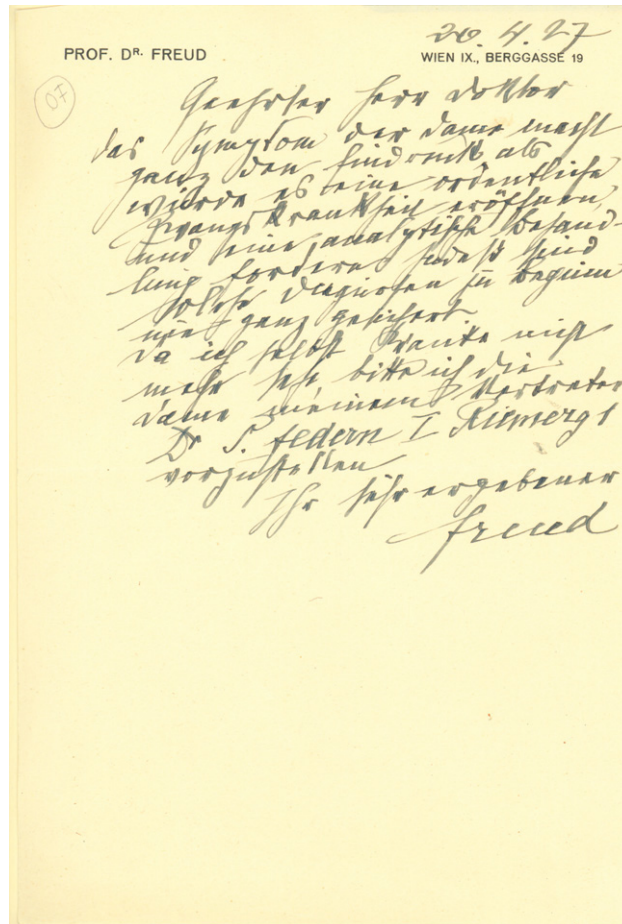 26. 4. 27
PROF. DR. FREUD
WIEN IX., BERGGASSE 19
07
Geehrter Herr Doktor
Das Symptom der Dame macht
ganz den Eindruck als
würde es eine ordentliche
Zwangskrankheit eröffnen,
und eine analytische Behand-
lung fordern. Indeß sind
solche Diagnosen zu Beginn
nie ganz gesichert.
Da ich selbst Kranke nicht
mehr sehe, bitte ich die
Dame meinem Vertreter
Dr Federn I Riemerg 1
vorzustellen
Ihr sehr ergebener
Freud